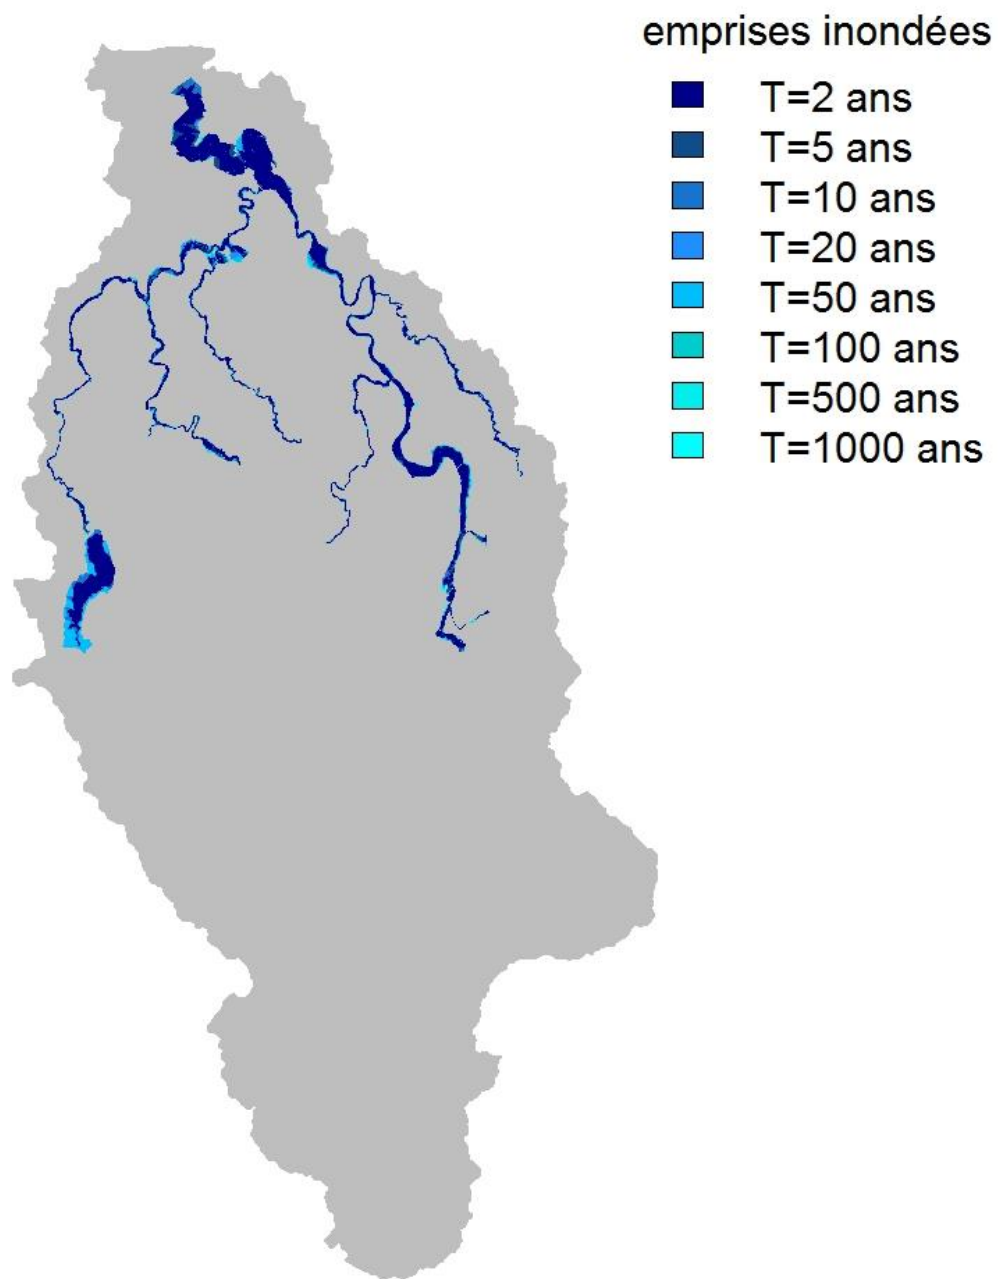 emprises inondées
T=2 ans
T=5 ans
T=10 ans
T=20 ans
T=50 ans
T=100 ans
T=500 ans
T=1000 ans